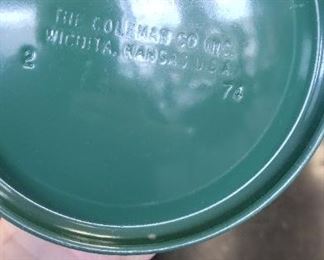 THE COLEMAN CO INC.
WICHITA, KANSAS U.S.A.
2 74